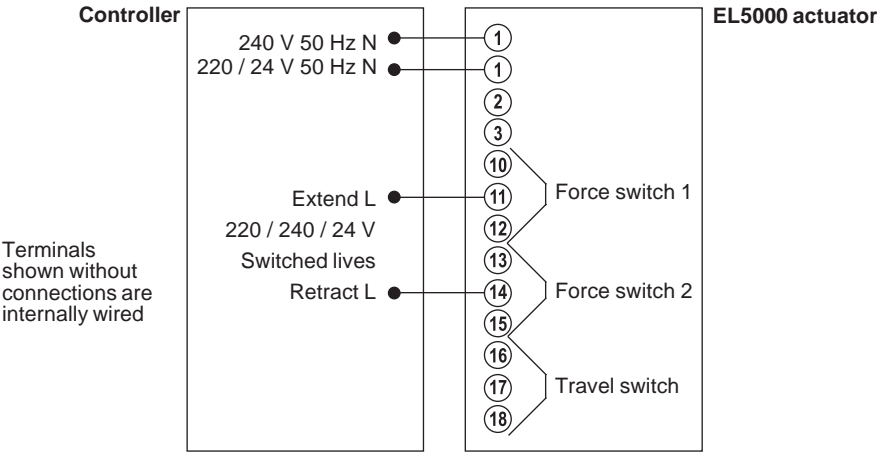 Controller
EL5000 actuator
240 V 50 Hz N
1
220 / 24 V 50 Hz N
1
2
3
10
Extend L
11
Force switch 1
220 / 240 / 24 V
12
Switched lives
13
Retract L
14
Force switch 2
15
16
17
Travel switch
18
Terminals
shown without
connections are
internally wired